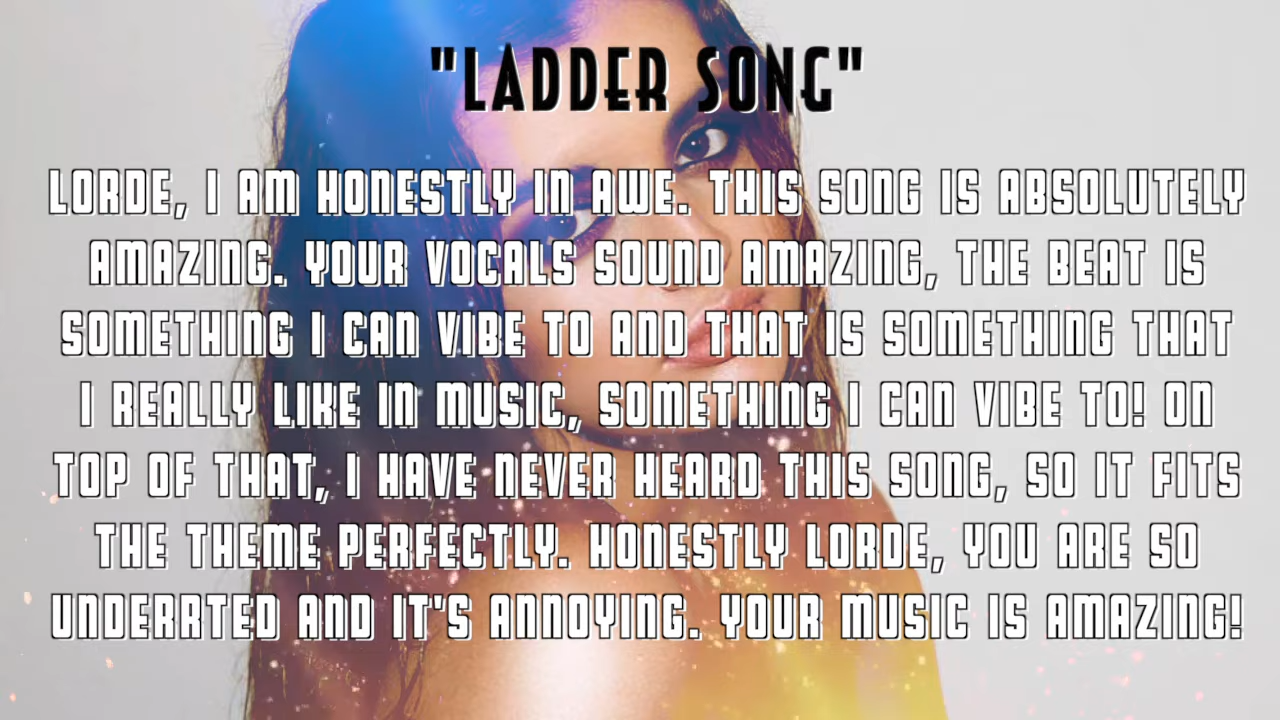 "LADDER SONG"
LORDE, I AM HONESTLY IN AWE. THIS SONG IS ABSOLUTELY
AMAZING. YOUR VOCALS SOUND AMAZING, THE BEAT IS
SOMETHING I CAN VIBE TO AND THAT IS SOMETHING THAT
I REALLY LIKE IN MUSIC, SOMETHING I CAN VIBE TO! ON
TOP OF THAT, I HAVE NEVER HEARD THIS SONG, SO IT FITS
THE THEME PERFECTLY. HONESTLY LORDE, YOU ARE SO
UNDERRTED AND IT'S ANNOYING. YOUR MUSIC IS AMAZING!